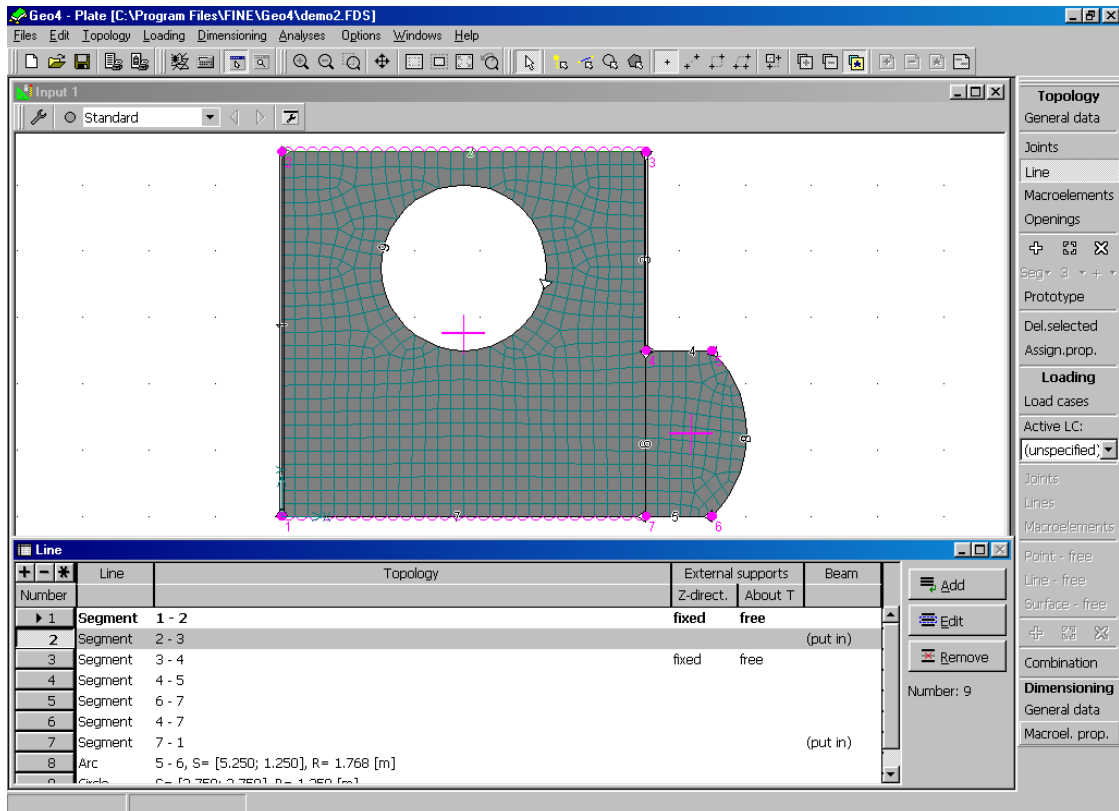 Geo4 - Plate [C:\Program Files\FINE\Geo4\demo2.FDS]
Files Edit Topology Loading Dimensioning Analyses Options Windows Help
Input 1
Standard
2
3
9
8
1
4
6
8
7
5
1
7
6
Line
Line Topology External supports Beam
Number Z-direct. About T
1 Segment 1 - 2 fixed free
2 Segment 2 - 3 (put in)
3 Segment 3 - 4 fixed free
4 Segment 4 - 5
5 Segment 6 - 7
6 Segment 4 - 7
7 Segment 7 - 1 (put in)
8 Arc 5 - 6, S= [5.250; 1.250], R= 1.768 [m]
Add
Edit
Remove
Number: 9
Topology
General data
Joints
Line
Macroelements
Openings
Seg 3 +
Prototype
Del.selected
Assign.prop.
Loading
Load cases
Active LC:
(unspecified)
Joints
Lines
Macroelements
Point - free
Line - free
Surface - free
Combination
Dimensioning
General data
Macroel. prop.